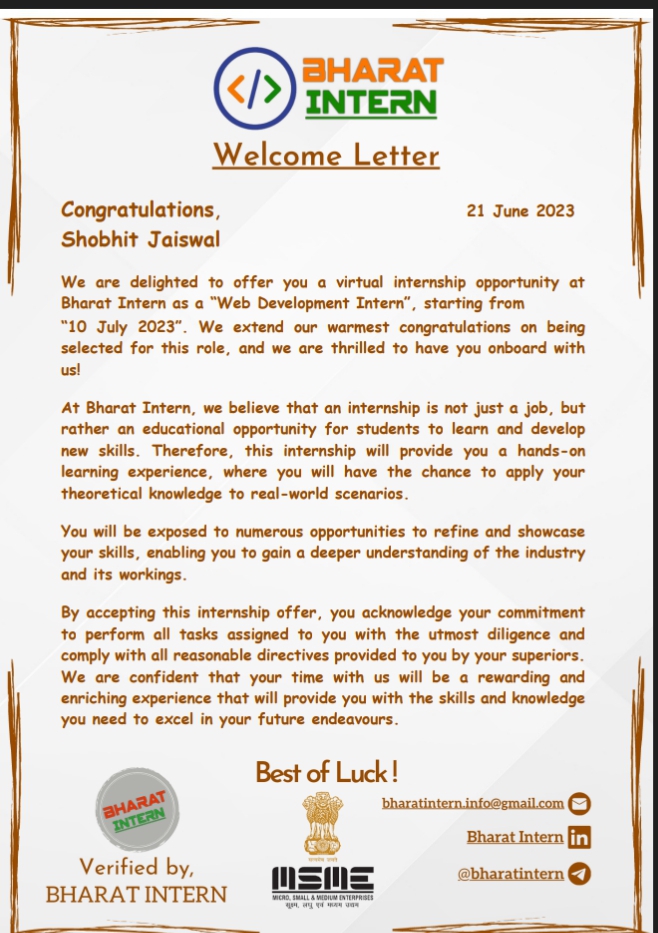 </>
BHARAT
INTERN
Welcome Letter
Congratulations,
21 June 2023
Shobhit Jaiswal
We are delighted to offer you a virtual internship opportunity at
Bharat Intern as a “Web Development Intern”, starting from
“10 July 2023”. We extend our warmest congratulations on being
selected for this role, and we are thrilled to have you onboard with
us!
At Bharat Intern, we believe that an internship is not just a job, but
rather an educational opportunity for students to learn and develop
new skills. Therefore, this internship will provide you a hands-on
learning experience, where you will have the chance to apply your
theoretical knowledge to real-world scenarios.
You will be exposed to numerous opportunities to refine and showcase
your skills, enabling you to gain a deeper understanding of the industry
and its workings.
By accepting this internship offer, you acknowledge your commitment
to perform all tasks assigned to you with the utmost diligence and
comply with all reasonable directives provided to you by your superiors.
We are confident that your time with us will be a rewarding and
enriching experience that will provide you with the skills and knowledge
you need to excel in your future endeavours.
Best of Luck !
BHARAT
INTERN
Verified by,
BHARAT INTERN
सत्यमेव जयते
MSME
MICRO, SMALL & MEDIUM ENTERPRISES
सूक्ष्म, लघु एवं मध्यम उद्यम
bharatintern.info@gmail.com
Bharat Intern in
@bharatintern